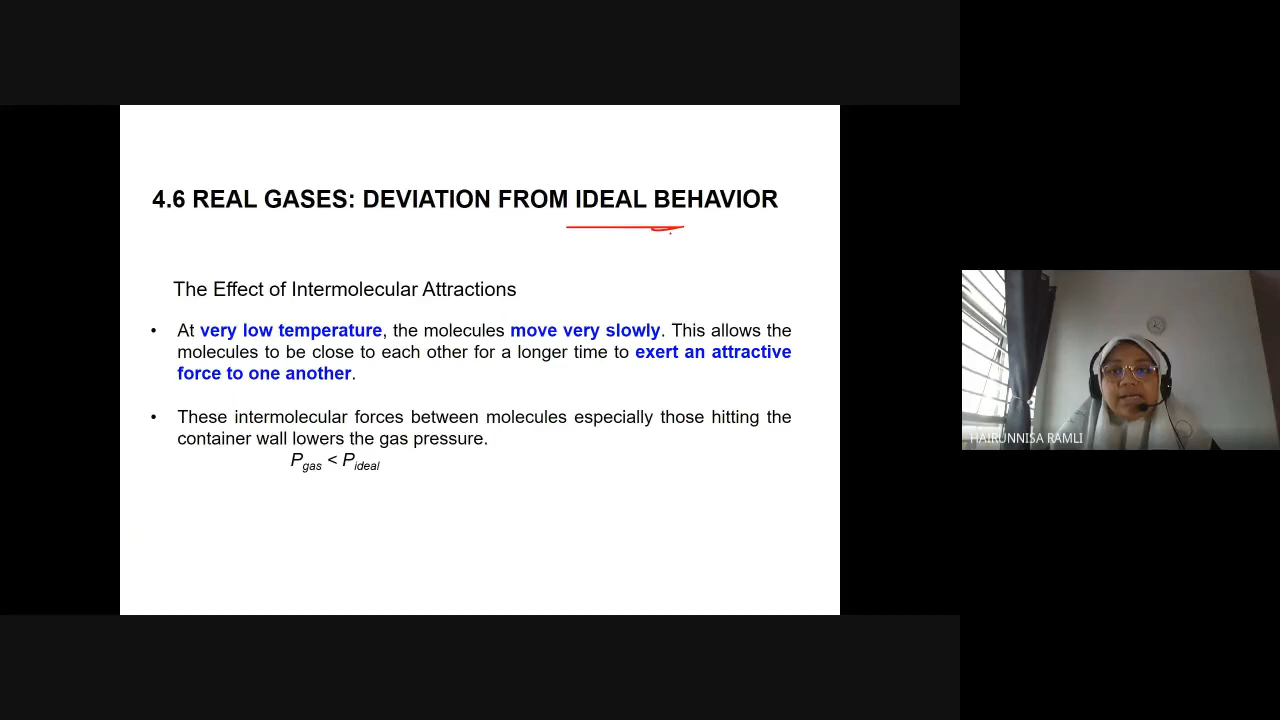 4.6 REAL GASES: DEVIATION FROM IDEAL BEHAVIOR
The Effect of Intermolecular Attractions
• At very low temperature, the molecules move very slowly. This allows the
molecules to be close to each other for a longer time to exert an attractive
force to one another.
• These intermolecular forces between molecules especially those hitting the
container wall lowers the gas pressure.
Pgas < Pideal
HAIRUNNISA RAMLI